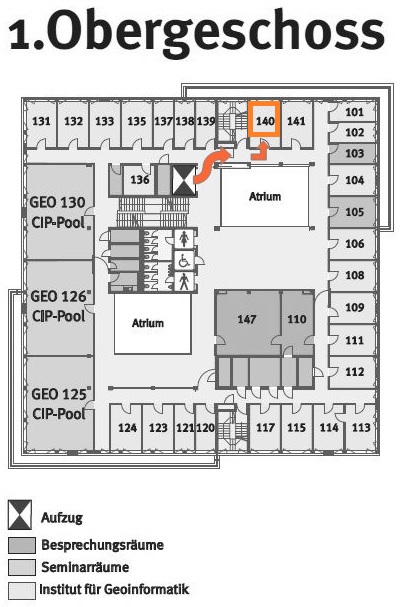 1.Obergeschoss
131 132 133 135 137 138 139 140 141 101
102
103
136 104
GEO 130
CIP-Pool
Atrium
105
106
GEO 126
CIP-Pool
108
109
Atrium
147 110
111
GEO 125
CIP-Pool
112
124 123 121 120 117 115 114 113
Aufzug
Besprechungsräume
Seminarräume
Institut für Geoinformatik